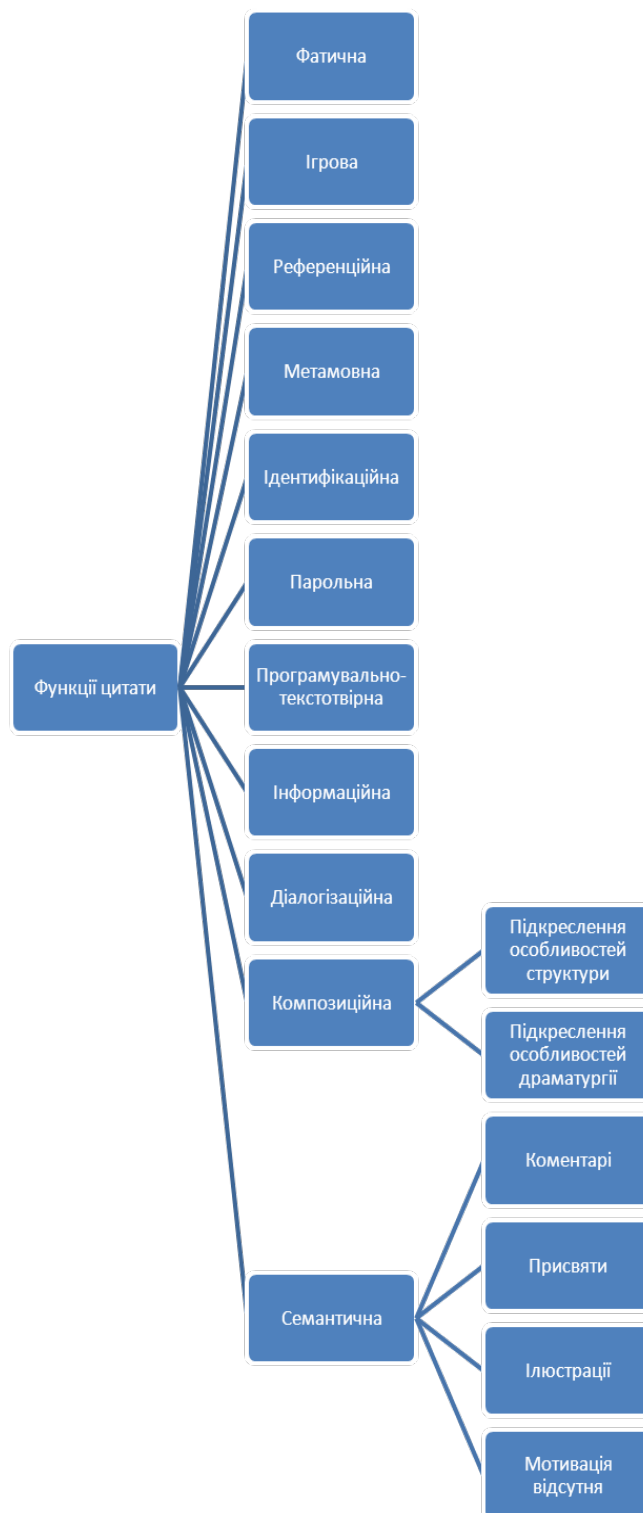 Фатична
Ігрова
Референційна
Метамовна
Ідентифікаційна
Парольна
Функції цитати
Програмувально-
текстотвірна
Інформаційна
Діалогізаційна
Композиційна
Підкреслення
особливостей
структури
Підкреслення
особливостей
драматургії
Семантична
Коментарі
Присвяти
Ілюстрації
Мотивація
відсутня